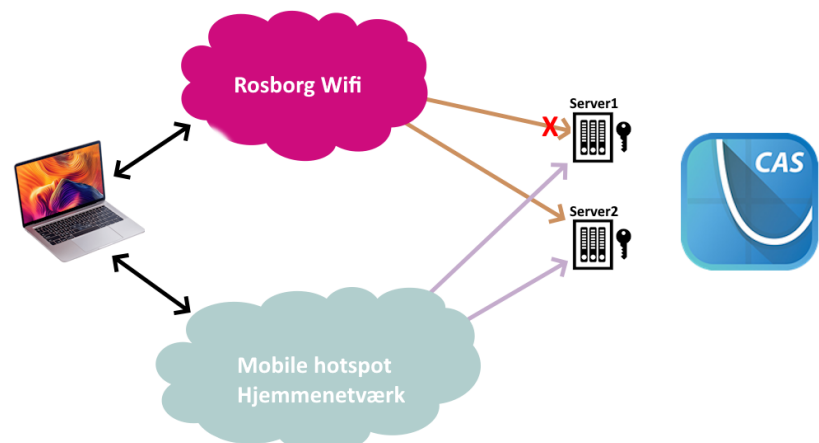 Rosborg Wifi
Server1
X
CAS
Server2
Mobile hotspot
Hjemmenetværk